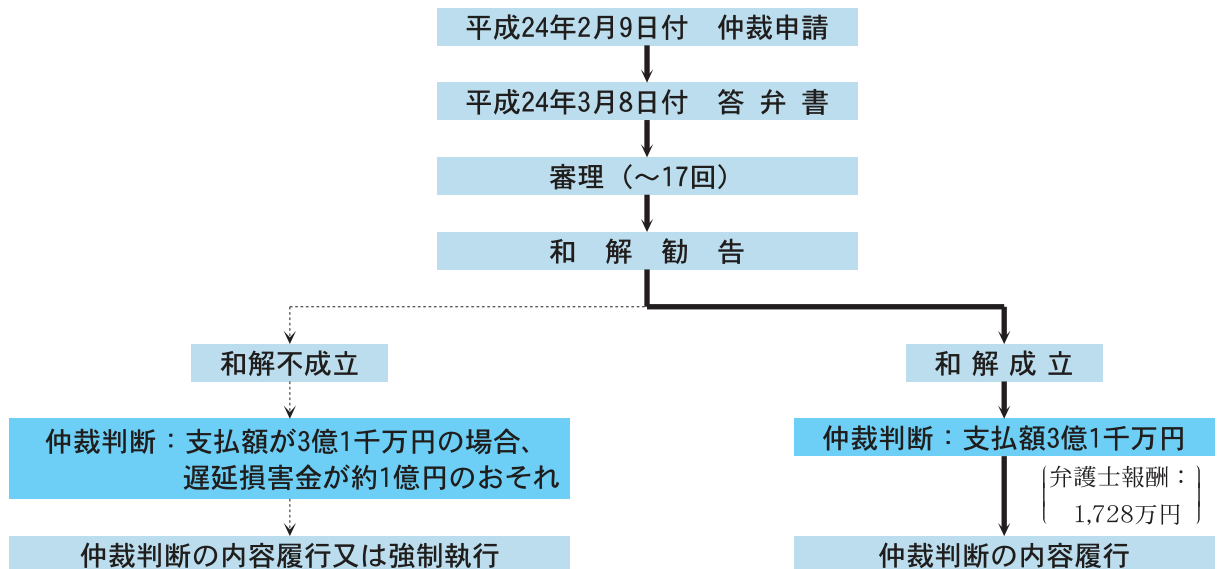 平成24年2月9日付　仲裁申請
平成24年3月8日付　答 弁 書
審理（～17回）
和　解　勧　告
和解不成立
和 解 成 立
仲裁判断：支払額が3億1千万円の場合、
遅延損害金が約1億円のおそれ
仲裁判断：支払額3億1千万円
弁護士報酬：
1,728万円
仲裁判断の内容履行又は強制執行
仲裁判断の内容履行